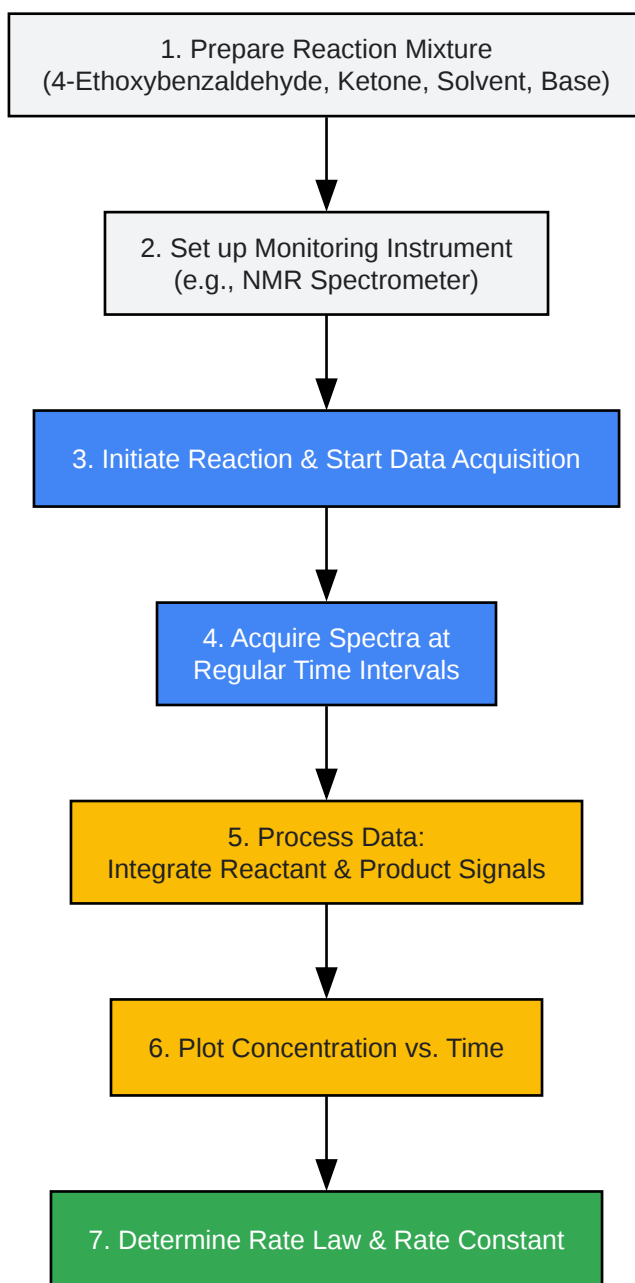 1. Prepare Reaction Mixture
(4-Ethoxybenzaldehyde, Ketone, Solvent, Base)
2. Set up Monitoring Instrument
(e.g., NMR Spectrometer)
3. Initiate Reaction & Start Data Acquisition
4. Acquire Spectra at
Regular Time Intervals
5. Process Data:
Integrate Reactant & Product Signals
6. Plot Concentration vs. Time
7. Determine Rate Law & Rate Constant